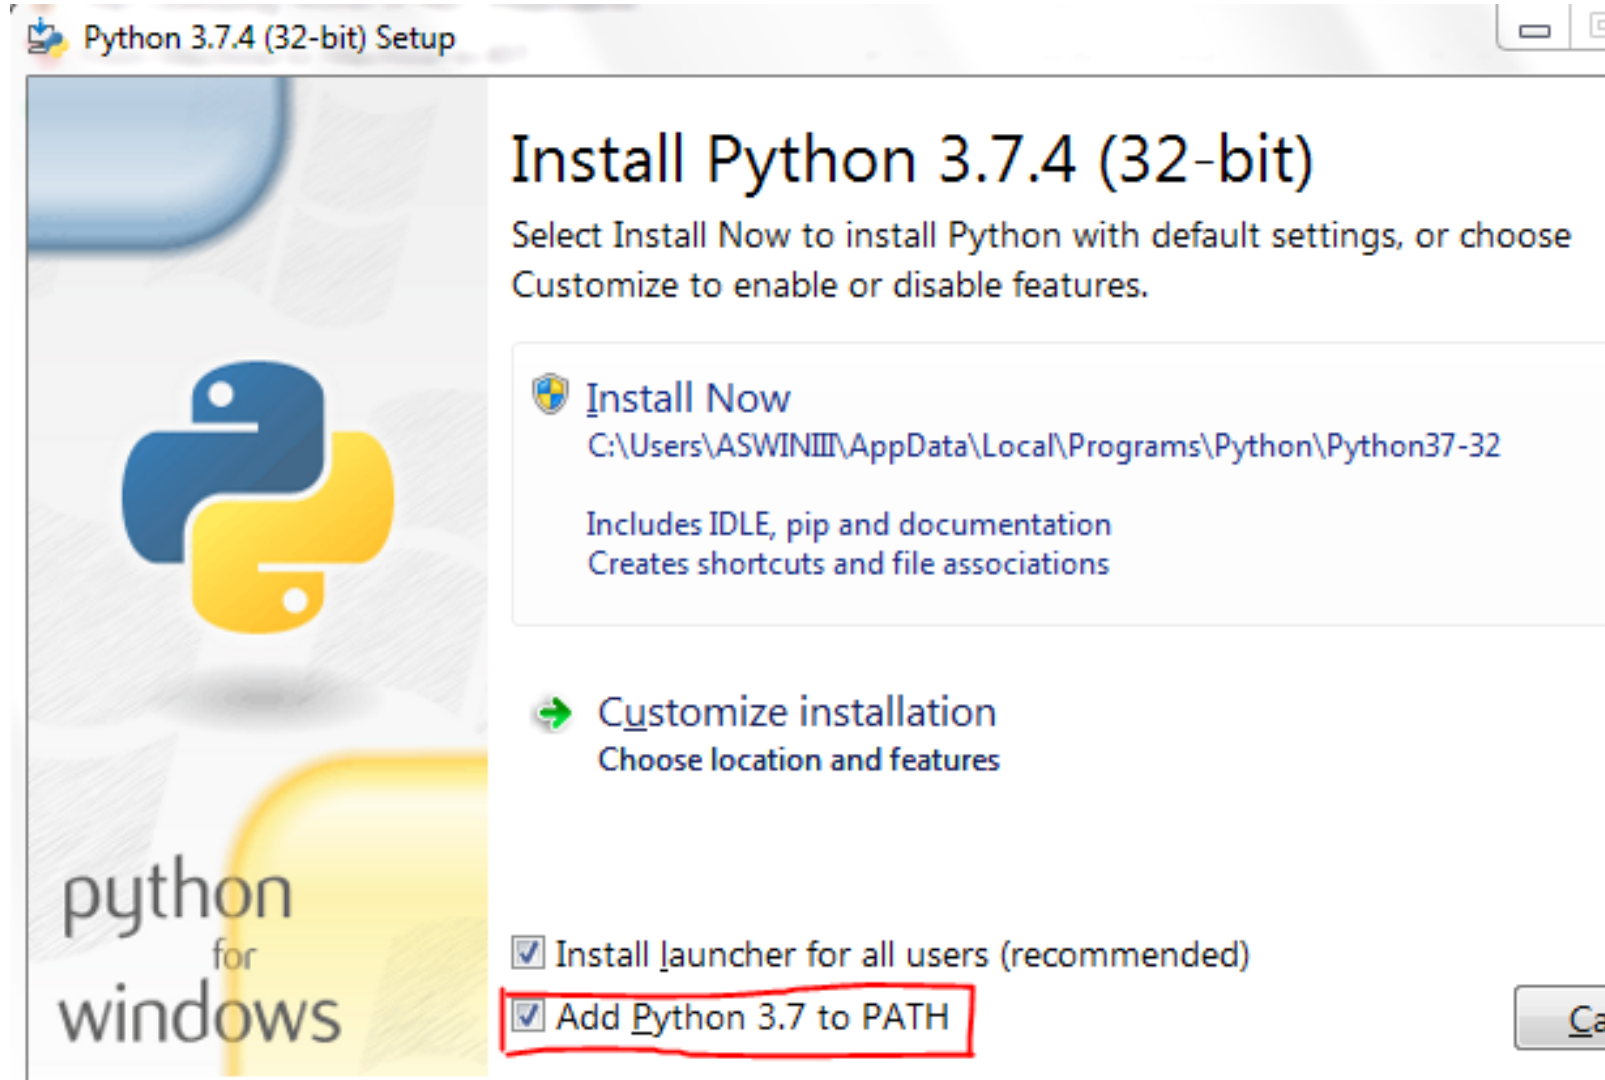 Python 3.7.4 (32-bit) Setup
Install Python 3.7.4 (32-bit)
Select Install Now to install Python with default settings, or choose
Customize to enable or disable features.
Install Now
C:\Users\ASWINIII\AppData\Local\Programs\Python\Python37-32
Includes IDLE, pip and documentation
Creates shortcuts and file associations
Customize installation
Choose location and features
python
for
windows
Install launcher for all users (recommended)
Add Python 3.7 to PATH